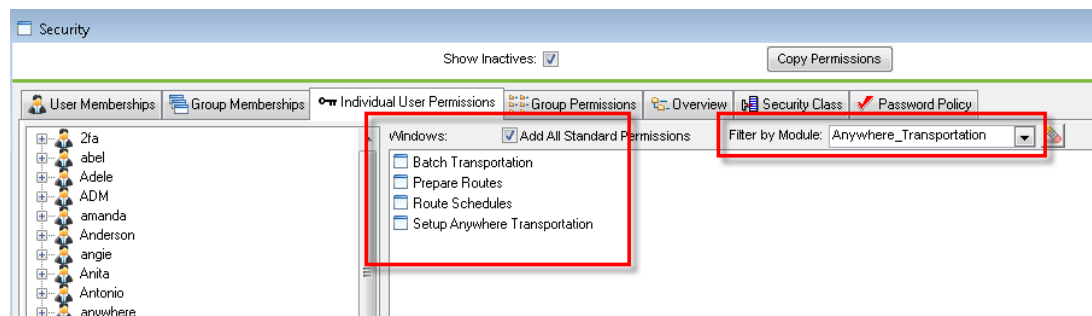 Security
Show Inactives: Copy Permissions
User Memberships Group Memberships Individual User Permissions Group Permissions Overview Security Class Password Policy
Windows: Add All Standard Permissions Filter by Module: Anywhere_Transportation
2fa
abel
Adele
ADM
amanda
Anderson
angie
Anita
Antonio
anywhere
Batch Transportation
Prepare Routes
Route Schedules
Setup Anywhere Transportation